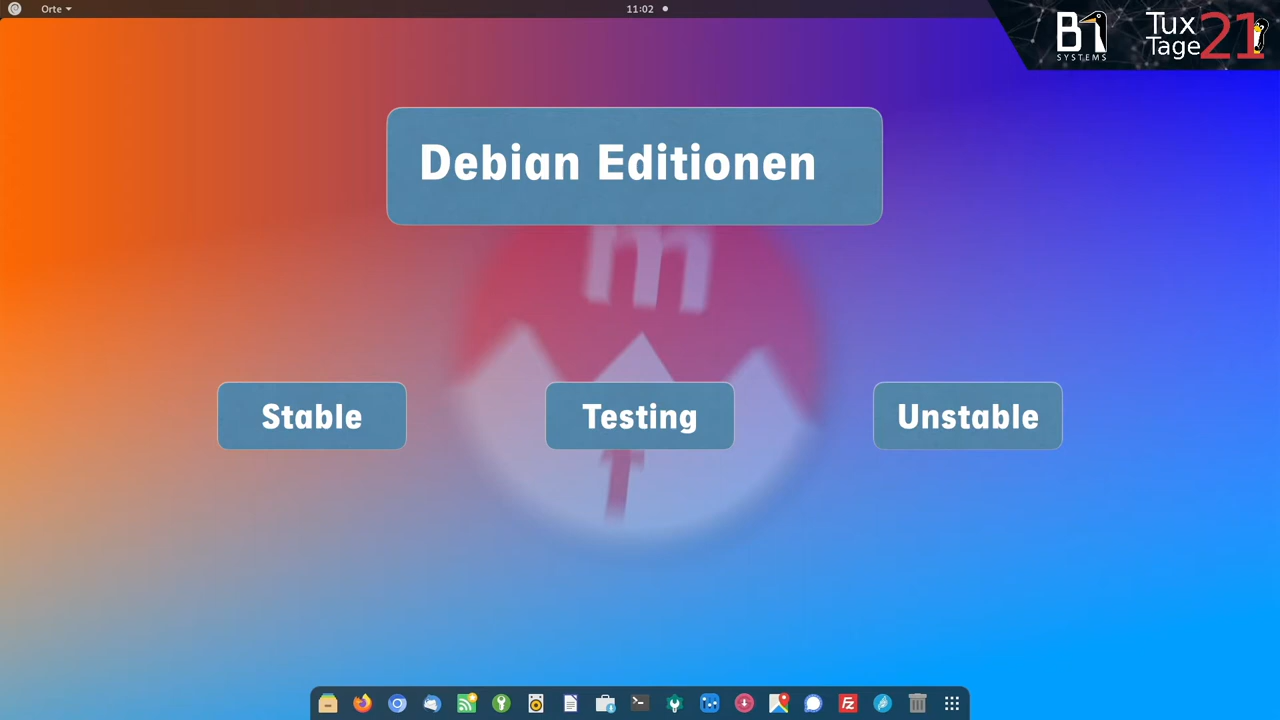 Orte
11:02
B1
SYSTEMS
Tux
Tage 21
Debian Editionen
m
Stable
Testing
Unstable